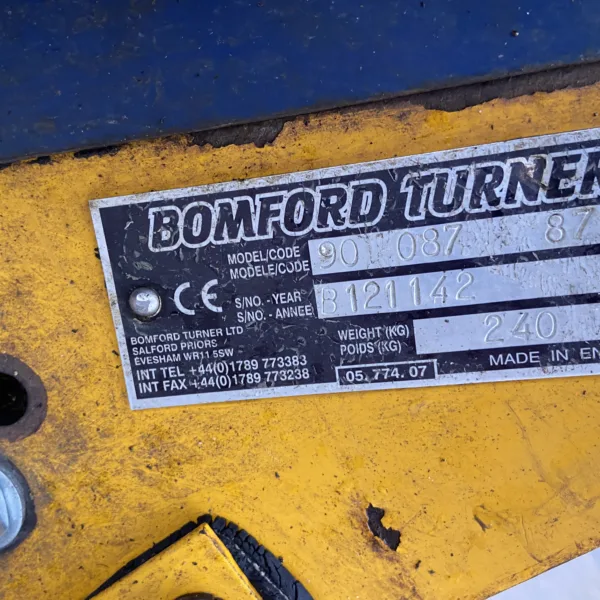 BOMFORD TURNER
MODEL/CODE 90 087 87
MODELE/CODE
S/NO. - YEAR B121142
S/NO. - ANNEE
BOMFORD TURNER LTD
SALFORD PRIORS
EVESHAM WR11 5SW
WEIGHT (KG) 240
POIDS (KG)
INT TEL +44(0)1789 773383
INT FAX +44(0)1789 773238
05. 774. 07
MADE IN EN
CE